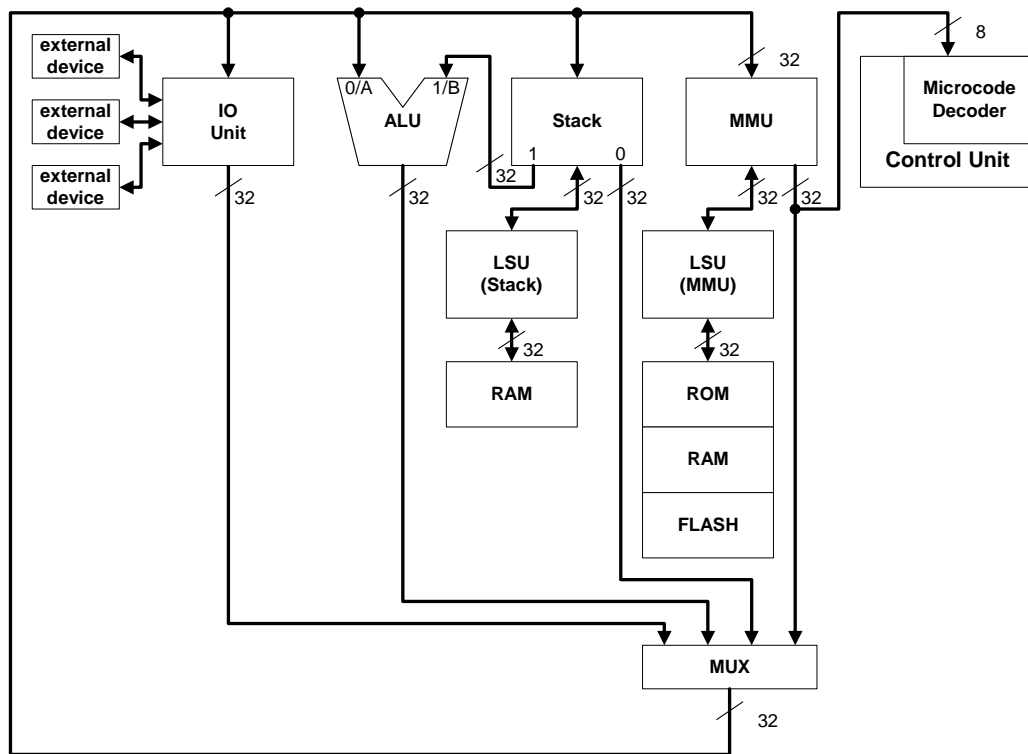 external
device
external
device
external
device
IO
Unit
32
0/A
1/B
ALU
32
32
Stack
1
0
32
32
LSU
(Stack)
32
RAM
32
MMU
32
32
LSU
(MMU)
32
ROM
RAM
FLASH
8
Microcode
Decoder
Control Unit
MUX
32